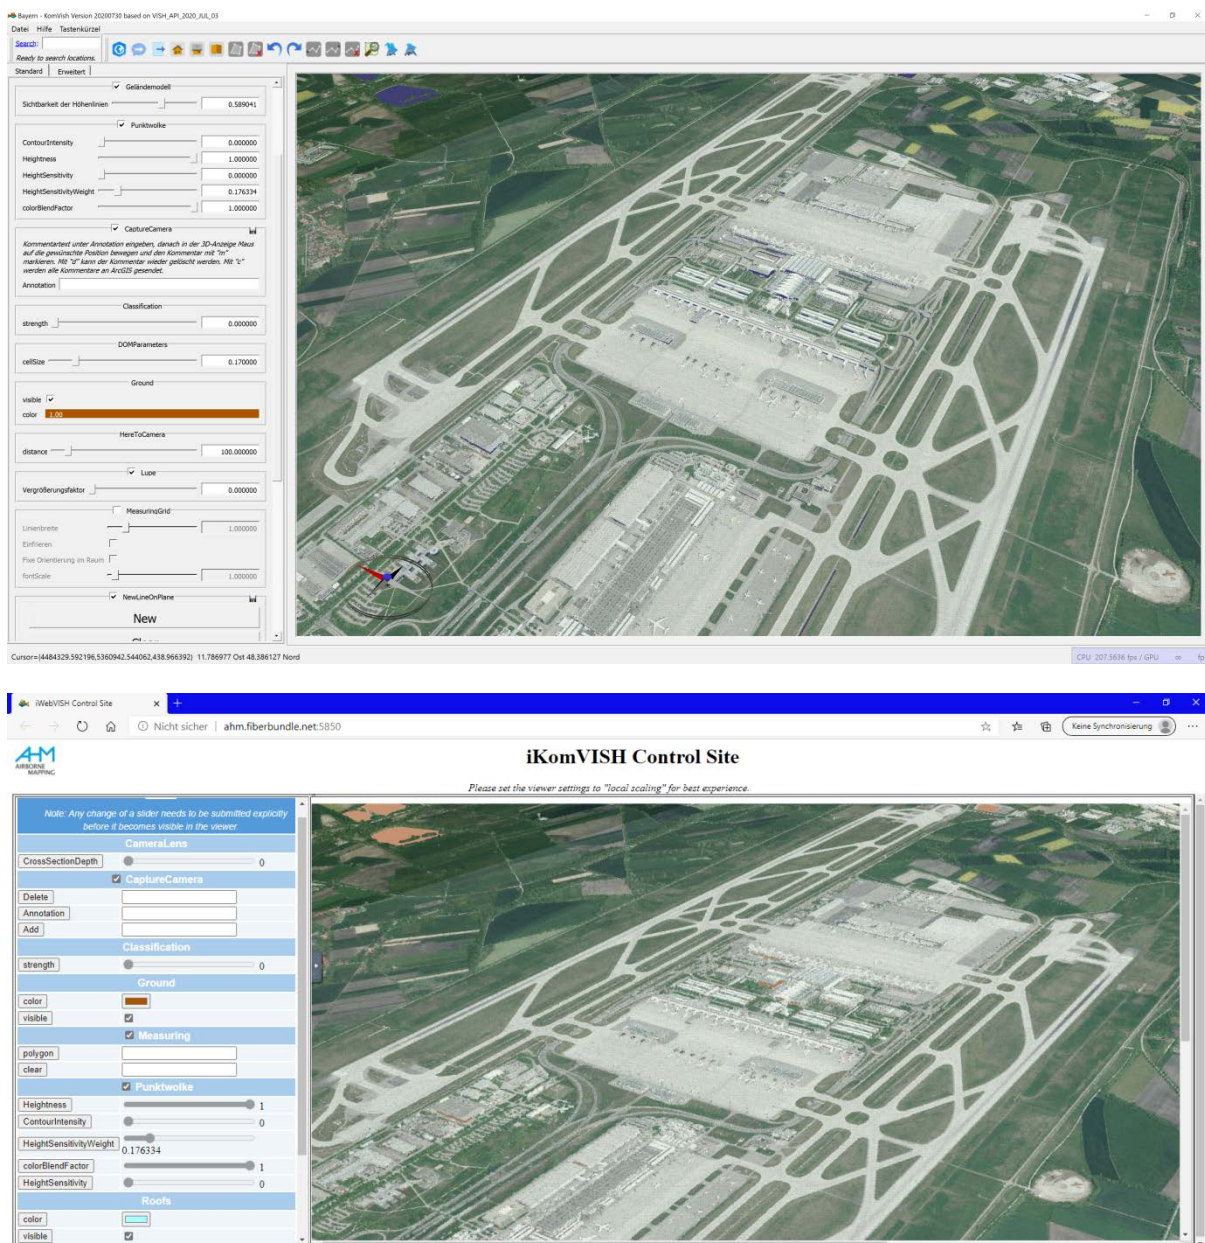 Bayern - KomVish Version 20200730 based on VISH_API_2020_JUL_03
Datei Hilfe Tastenkürzel
Search:
Ready to search locations.
Standard Erweitert
Geländemodell
Sichtbarkeit der Höhenlinien 0.589041
Punktwolke
ContourIntensity 0.000000
Heightness 1.000000
HeightSensitivity 0.000000
HeightSensitivityWeight 0.176334
colorBlendFactor 1.000000
CaptureCamera
Kommentartext unter Annotation eingeben, danach in der 3D-Anzeige Maus
auf die gewünschte Position bewegen und den Kommentar mit "m"
markieren. Mit "d" kann der Kommentar wieder gelöscht werden. Mit "c"
werden alle Kommentare an ArcGIS gesendet.
Annotation
Classification
strength 0.000000
DOMParameters
cellSize 0.170000
Ground
visible
color 1.00
HereToCamera
distance 100.000000
Lupe
Vergrößerungsfaktor 0.000000
MeasuringGrid
Linienbreite 1.000000
Einfrieren
Fixe Orientierung im Raum
fontScale 1.000000
NewLineOnPlane
New
Cursor=(4484329.592196,5360942.544062,438.966392) 11.786977 Ost 48.386127 Nord
CPU 207.5636 fps / GPU ∞ fp
iWebVISH Control Site
Nicht sicher | ahm.fiberbundle.net:5850
Keine Synchronisierung
AHM
AIRBORNE
MAPPING
iKomVISH Control Site
Please set the viewer settings to "local scaling" for best experience.
Note: Any change of a slider needs to be submitted explicitly
before it becomes visible in the viewer
CameraLens
CrossSectionDepth 0
CaptureCamera
Delete
Annotation
Add
Classification
strength 0
Ground
color
visible
Measuring
polygon
clear
Punktwolke
Heightness 1
ContourIntensity 0
HeightSensitivityWeight 0.176334
colorBlendFactor 1
HeightSensitivity 0
Roofs
color
visible